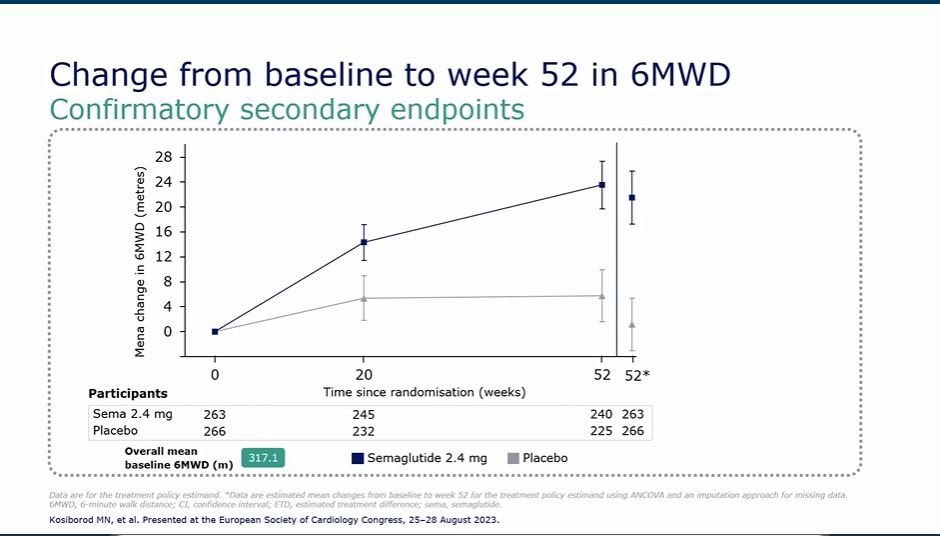 Change from baseline to week 52 in 6MWD
Confirmatory secondary endpoints
Mena change in 6MWD (metres)
28
24
20
16
12
8
4
0
0 20 52 52*
Time since randomisation (weeks)
Participants
Sema 2.4 mg 263 245 240 263
Placebo 266 232 225 266
Overall mean
baseline 6MWD (m) 317.1
Semaglutide 2.4 mg Placebo
Data are for the treatment policy estimand. *Data are estimated mean changes from baseline to week 52 for the treatment policy estimand using ANCOVA and an imputation approach for missing data.
6MWD, 6-minute walk distance; CI, confidence interval; ETD, estimated treatment difference; sema, semaglutide.
Kosiborod MN, et al. Presented at the European Society of Cardiology Congress, 25–28 August 2023.